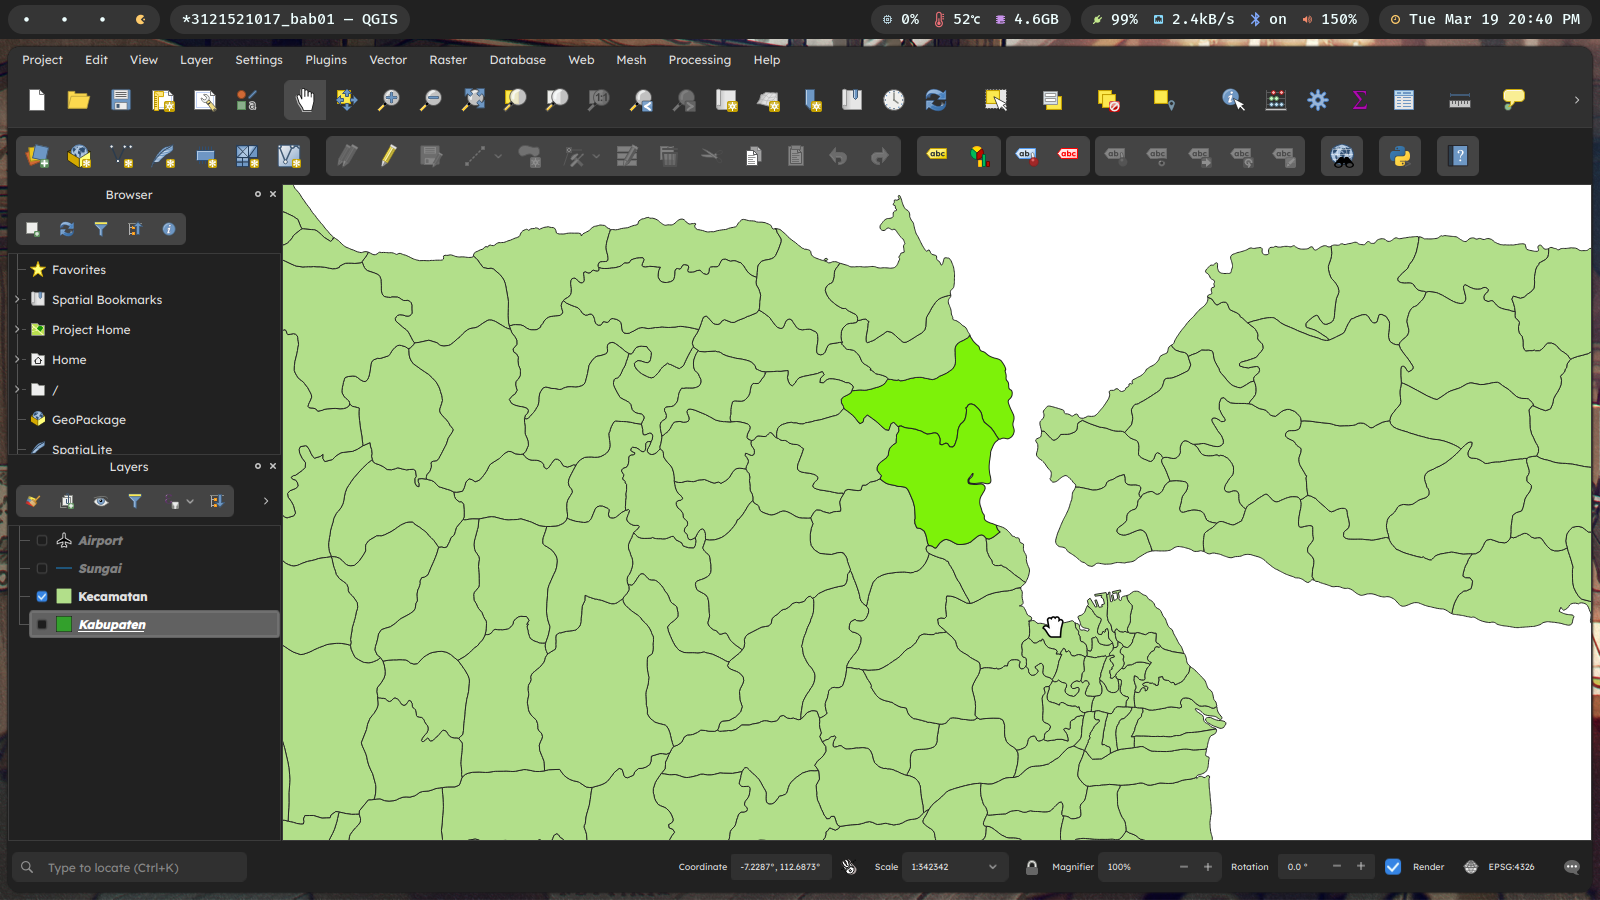 *3121521017_bab01 — QGIS
0%
52℃
4.6GB
99%
2.4kB/s
on
150%
Tue Mar 19 20:40 PM
Project
Edit
View
Layer
Settings
Plugins
Vector
Raster
Database
Web
Mesh
Processing
Help
abc
abc
abc
Browser
Favorites
Spatial Bookmarks
Project Home
Home
/
GeoPackage
SpatiaLite
Layers
Airport
Sungai
Kecamatan
Kabupaten
Type to locate (Ctrl+K)
Coordinate
-7.2287°, 112.6873°
Scale
1:342342
Magnifier
100%
Rotation
0.0 °
Render
EPSG:4326